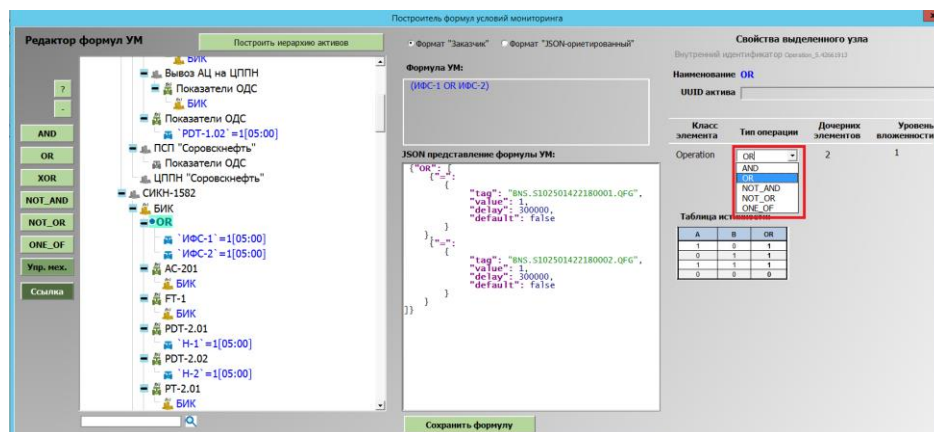 Построитель формул условий мониторинга
Редактор формул УМ
Построить иерархию активов
?
-
AND
OR
XOR
NOT_AND
NOT_OR
ONE_OF
Упр. мех.
Ссылка
БИК
Вывоз АЦ на ЦППН
Показатели ОДС
БИК
Показатели ОДС
`PDT-1.02`=1[05:00]
ПСП "Соровскнефть"
Показатели ОДС
ЦППН "Соровскнефть"
СИКН-1582
БИК
OR
`ИФС-1`=1[05:00]
`ИФС-2`=1[05:00]
АС-201
БИК
FT-1
БИК
PDT-2.01
`Н-1`=1[05:00]
PDT-2.02
`Н-2`=1[05:00]
PT-2.01
БИК
Формат "Заказчик"
Формат "JSON-ориетированный"
Формула УМ:
(ИФС-1 OR ИФС-2)
JSON представление формулы УМ:
{"OR": [
{"=":
{
"tag": "BNS.S102501422180001.QFG",
"value": 1,
"delay": 300000,
"default": false
}
},
{"=":
{
"tag": "BNS.S102501422180002.QFG",
"value": 1,
"delay": 300000,
"default": false
}
}
]}
Сохранить формулу
Свойства выделенного узла
Внутренний идентификатор
Наименование OR
UUID актива
Класс элемента Тип операции Дочерних элементов Уровень вложенности
Operation OR 2 1
AND
OR
NOT_AND
NOT_OR
ONE_OF
Таблица ист
A B OR
1 0 1
0 1 1
1 1 1
0 0 0